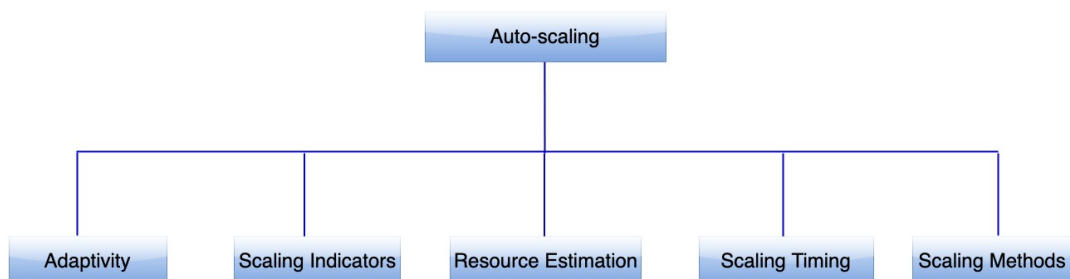 Auto-scaling
Adaptivity
Scaling Indicators
Resource Estimation
Scaling Timing
Scaling Methods